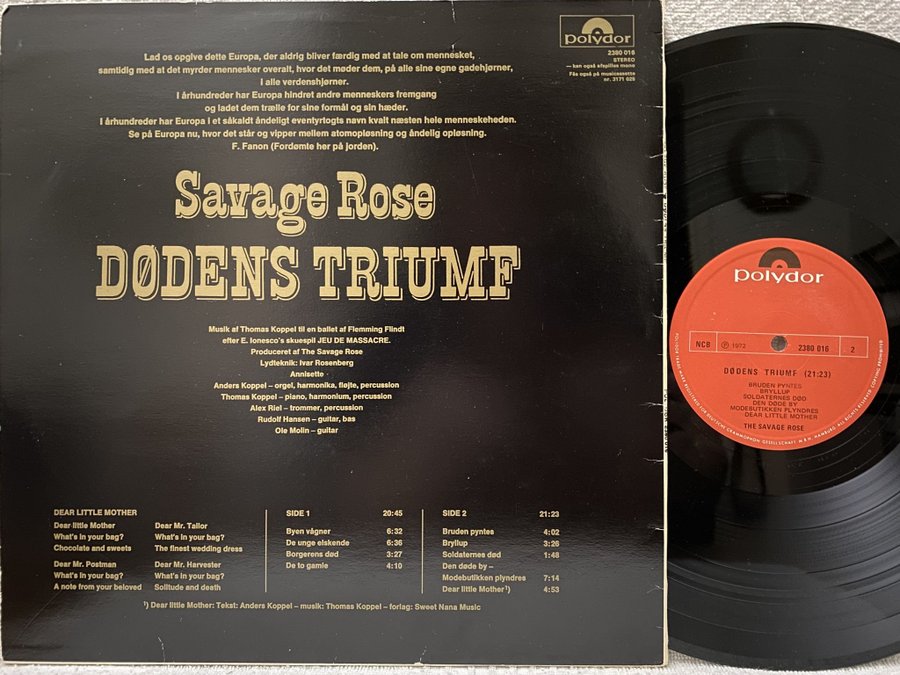 Lad os opgive dette Europa, der aldrig bliver færdig med at tale om mennesket,
samtidig med at det myrder mennesker overalt, hvor det møder dem, på alle sine egne gadehjørner,
i alle verdenshjørner.
I århundreder har Europa hindret andre menneskers fremgang
og ladet dem trælle for sine formål og sin hæder.
I århundreder har Europa i et såkaldt åndeligt eventyrtogts navn kvalt næsten hele menneskeheden.
Se på Europa nu, hvor det står og vipper mellem atomopløsning og åndelig opløsning.
F. Fanon (Fordømte her på jorden).
polydor
2380 016
STEREO
– kan også afspilles mono
Fås også på musicassette
nr. 3171 025
Savage Rose
DØDENS TRIUMF
Musik af Thomas Koppel til en ballet af Flemming Flindt
efter E. Ionesco's skuespil JEU DE MASSACRE.
Produceret af The Savage Rose
Lydteknik: Ivar Rosenberg
Annisette
Anders Koppel – orgel, harmonika, fløjte, percussion
Thomas Koppel – piano, harmonium, percussion
Alex Riel – trommer, percussion
Rudolf Hansen – guitar, bas
Ole Molin – guitar
DEAR LITTLE MOTHER
Dear little Mother
What's in your bag?
Chocolate and sweets
Dear Mr. Postman
What's in your bag?
A note from your beloved
Dear Mr. Tailor
What's in your bag?
The finest wedding dress
Dear Mr. Harvester
What's in your bag?
Solitude and death
SIDE 1 20:45
Byen vågner 6:32
De unge elskende 6:36
Borgerens død 3:27
De to gamle 4:10
SIDE 2 21:23
Bruden pyntes 4:02
Bryllup 3:26
Soldaternes død 1:48
Den døde by –
Modebutikken plyndres 7:14
Dear little Mother¹) 4:53
¹) Dear little Mother: Tekst: Anders Koppel – musik: Thomas Koppel – forlag: Sweet Nana Music
polydor
NCB ℗ 1972 2380 016 2
DØDENS TRIUMF (21:23)
BRUDEN PYNTES
BRYLLUP
SOLDATERNES DØD
DEN DØDE BY
MODEBUTIKKEN PLYNDRES
DEAR LITTLE MOTHER
THE SAVAGE ROSE